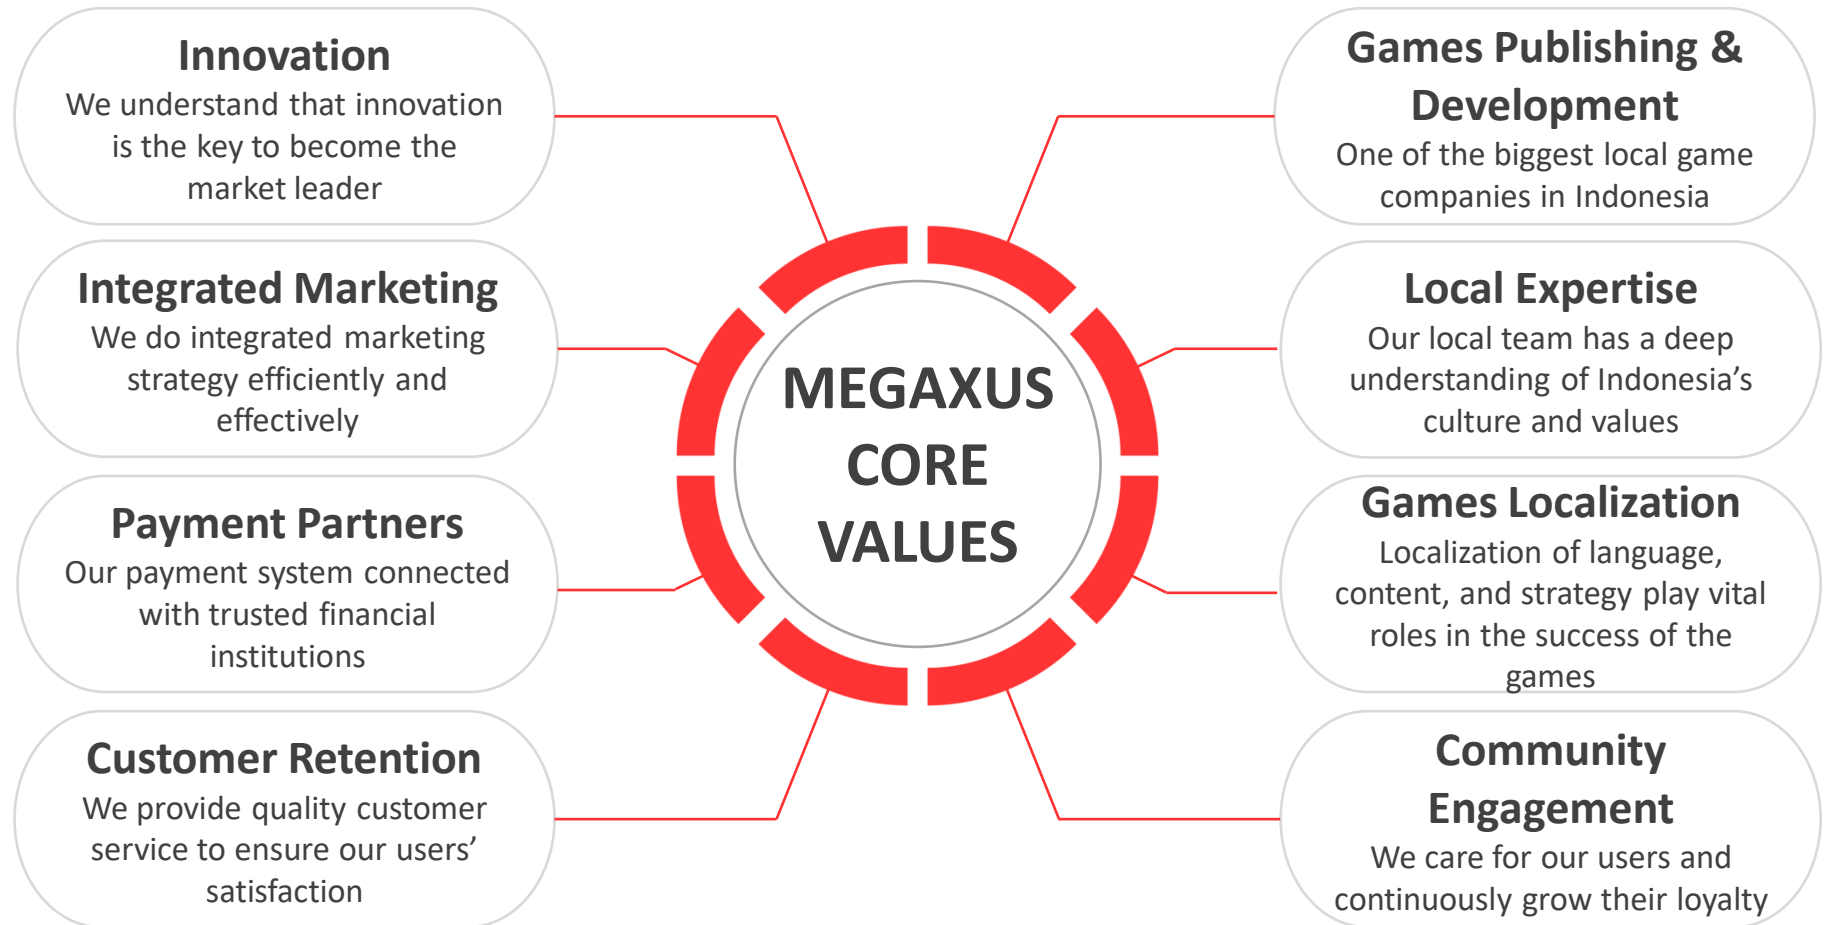 Innovation
We understand that innovation
is the key to become the
market leader
Integrated Marketing
We do integrated marketing
strategy efficiently and
effectively
Payment Partners
Our payment system connected
with trusted financial
institutions
Customer Retention
We provide quality customer
service to ensure our users’
satisfaction
MEGAXUS
CORE
VALUES
Games Publishing &
Development
One of the biggest local game
companies in Indonesia
Local Expertise
Our local team has a deep
understanding of Indonesia’s
culture and values
Games Localization
Localization of language,
content, and strategy play vital
roles in the success of the
games
Community
Engagement
We care for our users and
continuously grow their loyalty